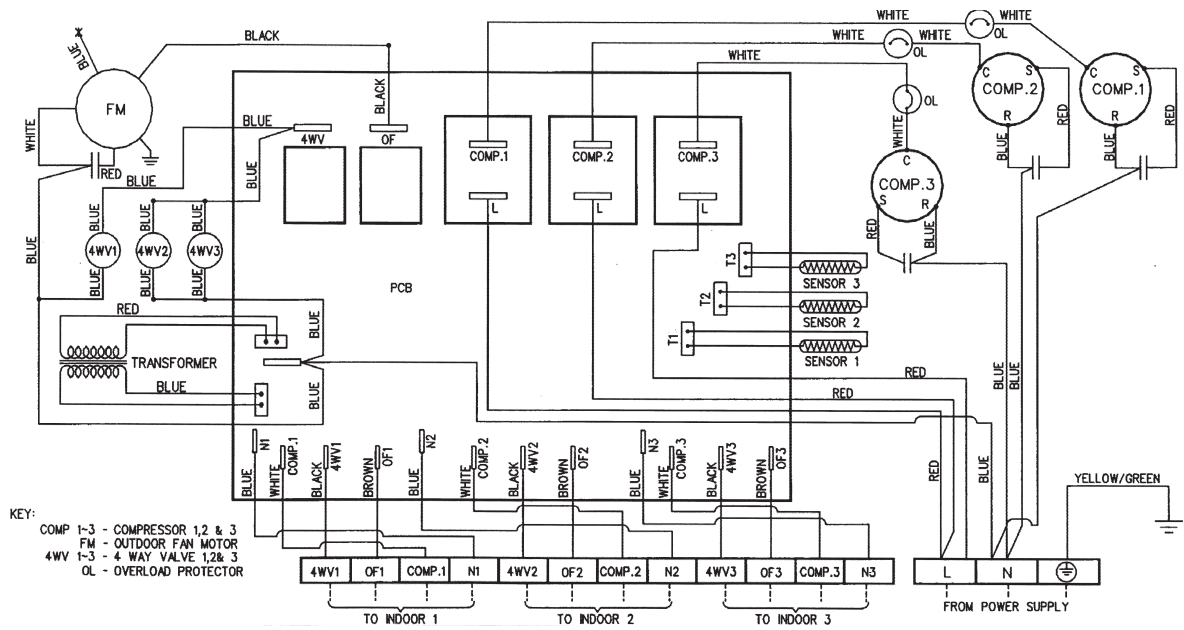 WHITE WHITE
OL
BLACK WHITE WHITE
OL
BLUE
WHITE
C S C S
COMP.2 COMP.1
R R
FM
BLACK
OL
RED RED
WHITE
BLUE
4WV OF
WHITE
BLUE BLUE
COMP.1 COMP.2 COMP.3
C
COMP.3
S R
RED
BLUE
BLUE
L L L
BLUE BLUE BLUE
RED BLUE
4WV1 4WV2 4WV3
BLUE
T3
SENSOR 3
BLUE BLUE BLUE
PCB
T2
SENSOR 2
RED
BLUE
T1
SENSOR 1
TRANSFORMER
RED
BLUE
BLUE
BLUE
BLUE
RED
N1 COMP.1 4WV1 OF1 N2 COMP.2 4WV2 OF2 N3 COMP.3 4WV3 OF3
BLUE WHITE BLACK BROWN BLUE WHITE BLACK BROWN BLUE WHITE BLACK BROWN
RED BLUE
YELLOW/GREEN
KEY:
COMP 1~3 - COMPRESSOR 1,2 & 3
FM - OUTDOOR FAN MOTOR
4WV 1~3 - 4 WAY VALVE 1,2& 3
OL - OVERLOAD PROTECTOR
4WV1 OF1 COMP.1 N1 4WV2 OF2 COMP.2 N2 4WV3 OF3 COMP.3 N3
L N
FROM POWER SUPPLY
TO INDOOR 1 TO INDOOR 2 TO INDOOR 3